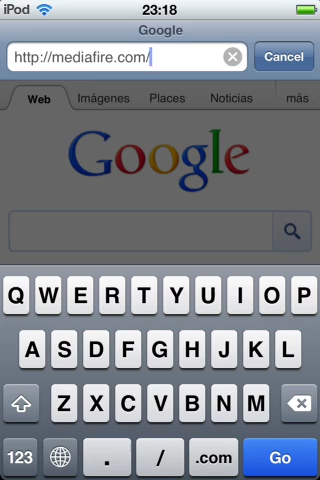 iPod 23:18
Google
http://mediafire.com/ Cancel
Web Imágenes Places Noticias más
Google
Q W E R T Y U I O P
A S D F G H J K L
Z X C V B N M
123 . / .com Go